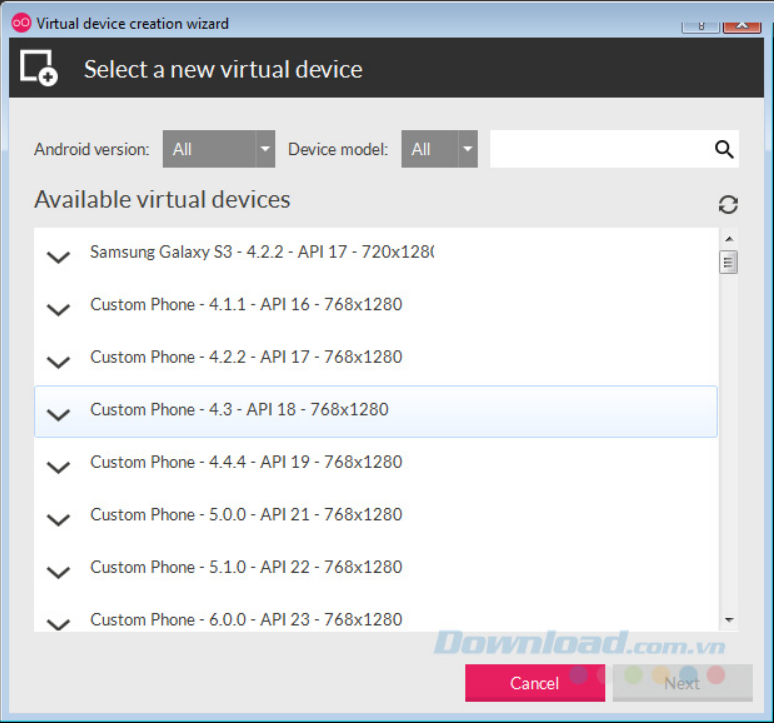 Virtual device creation wizard
Select a new virtual device
Android version: All Device model: All
Available virtual devices
Samsung Galaxy S3 - 4.2.2 - API 17 - 720x1280
Custom Phone - 4.1.1 - API 16 - 768x1280
Custom Phone - 4.2.2 - API 17 - 768x1280
Custom Phone - 4.3 - API 18 - 768x1280
Custom Phone - 4.4.4 - API 19 - 768x1280
Custom Phone - 5.0.0 - API 21 - 768x1280
Custom Phone - 5.1.0 - API 22 - 768x1280
Custom Phone - 6.0.0 - API 23 - 768x1280
Download.com.vn
Cancel Next